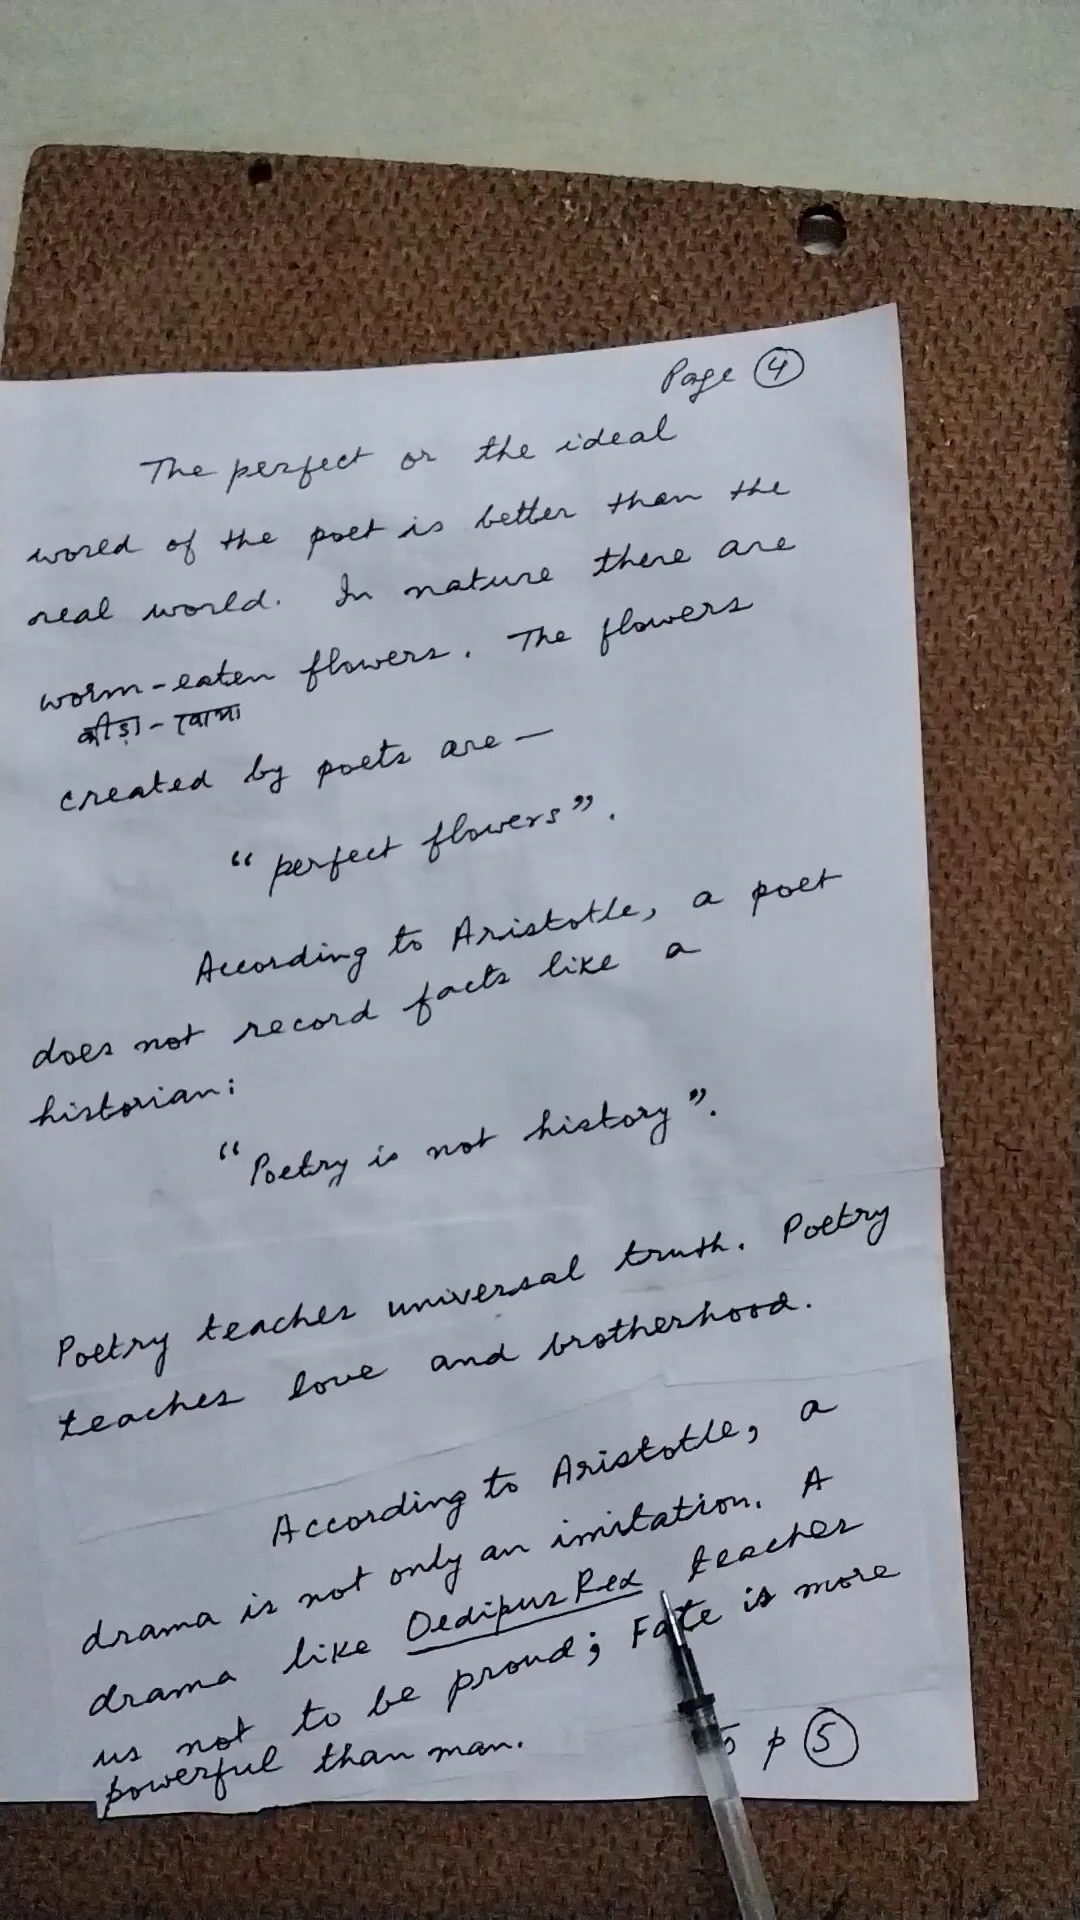 Page 4
The perfect or the ideal
world of the poet is better than the
real world. In nature there are
worm-eaten flowers. The flowers
कीड़ा-खाया
created by poets are —
“perfect flowers”.
According to Aristotle, a poet
does not record facts like a
historian:
“Poetry is not history”.
Poetry teaches universal truth. Poetry
teaches love and brotherhood.
According to Aristotle, a
drama is not only an imitation. A
drama like Oedipus Rex teaches
us not to be proud; Fate is more
powerful than man.
p 5